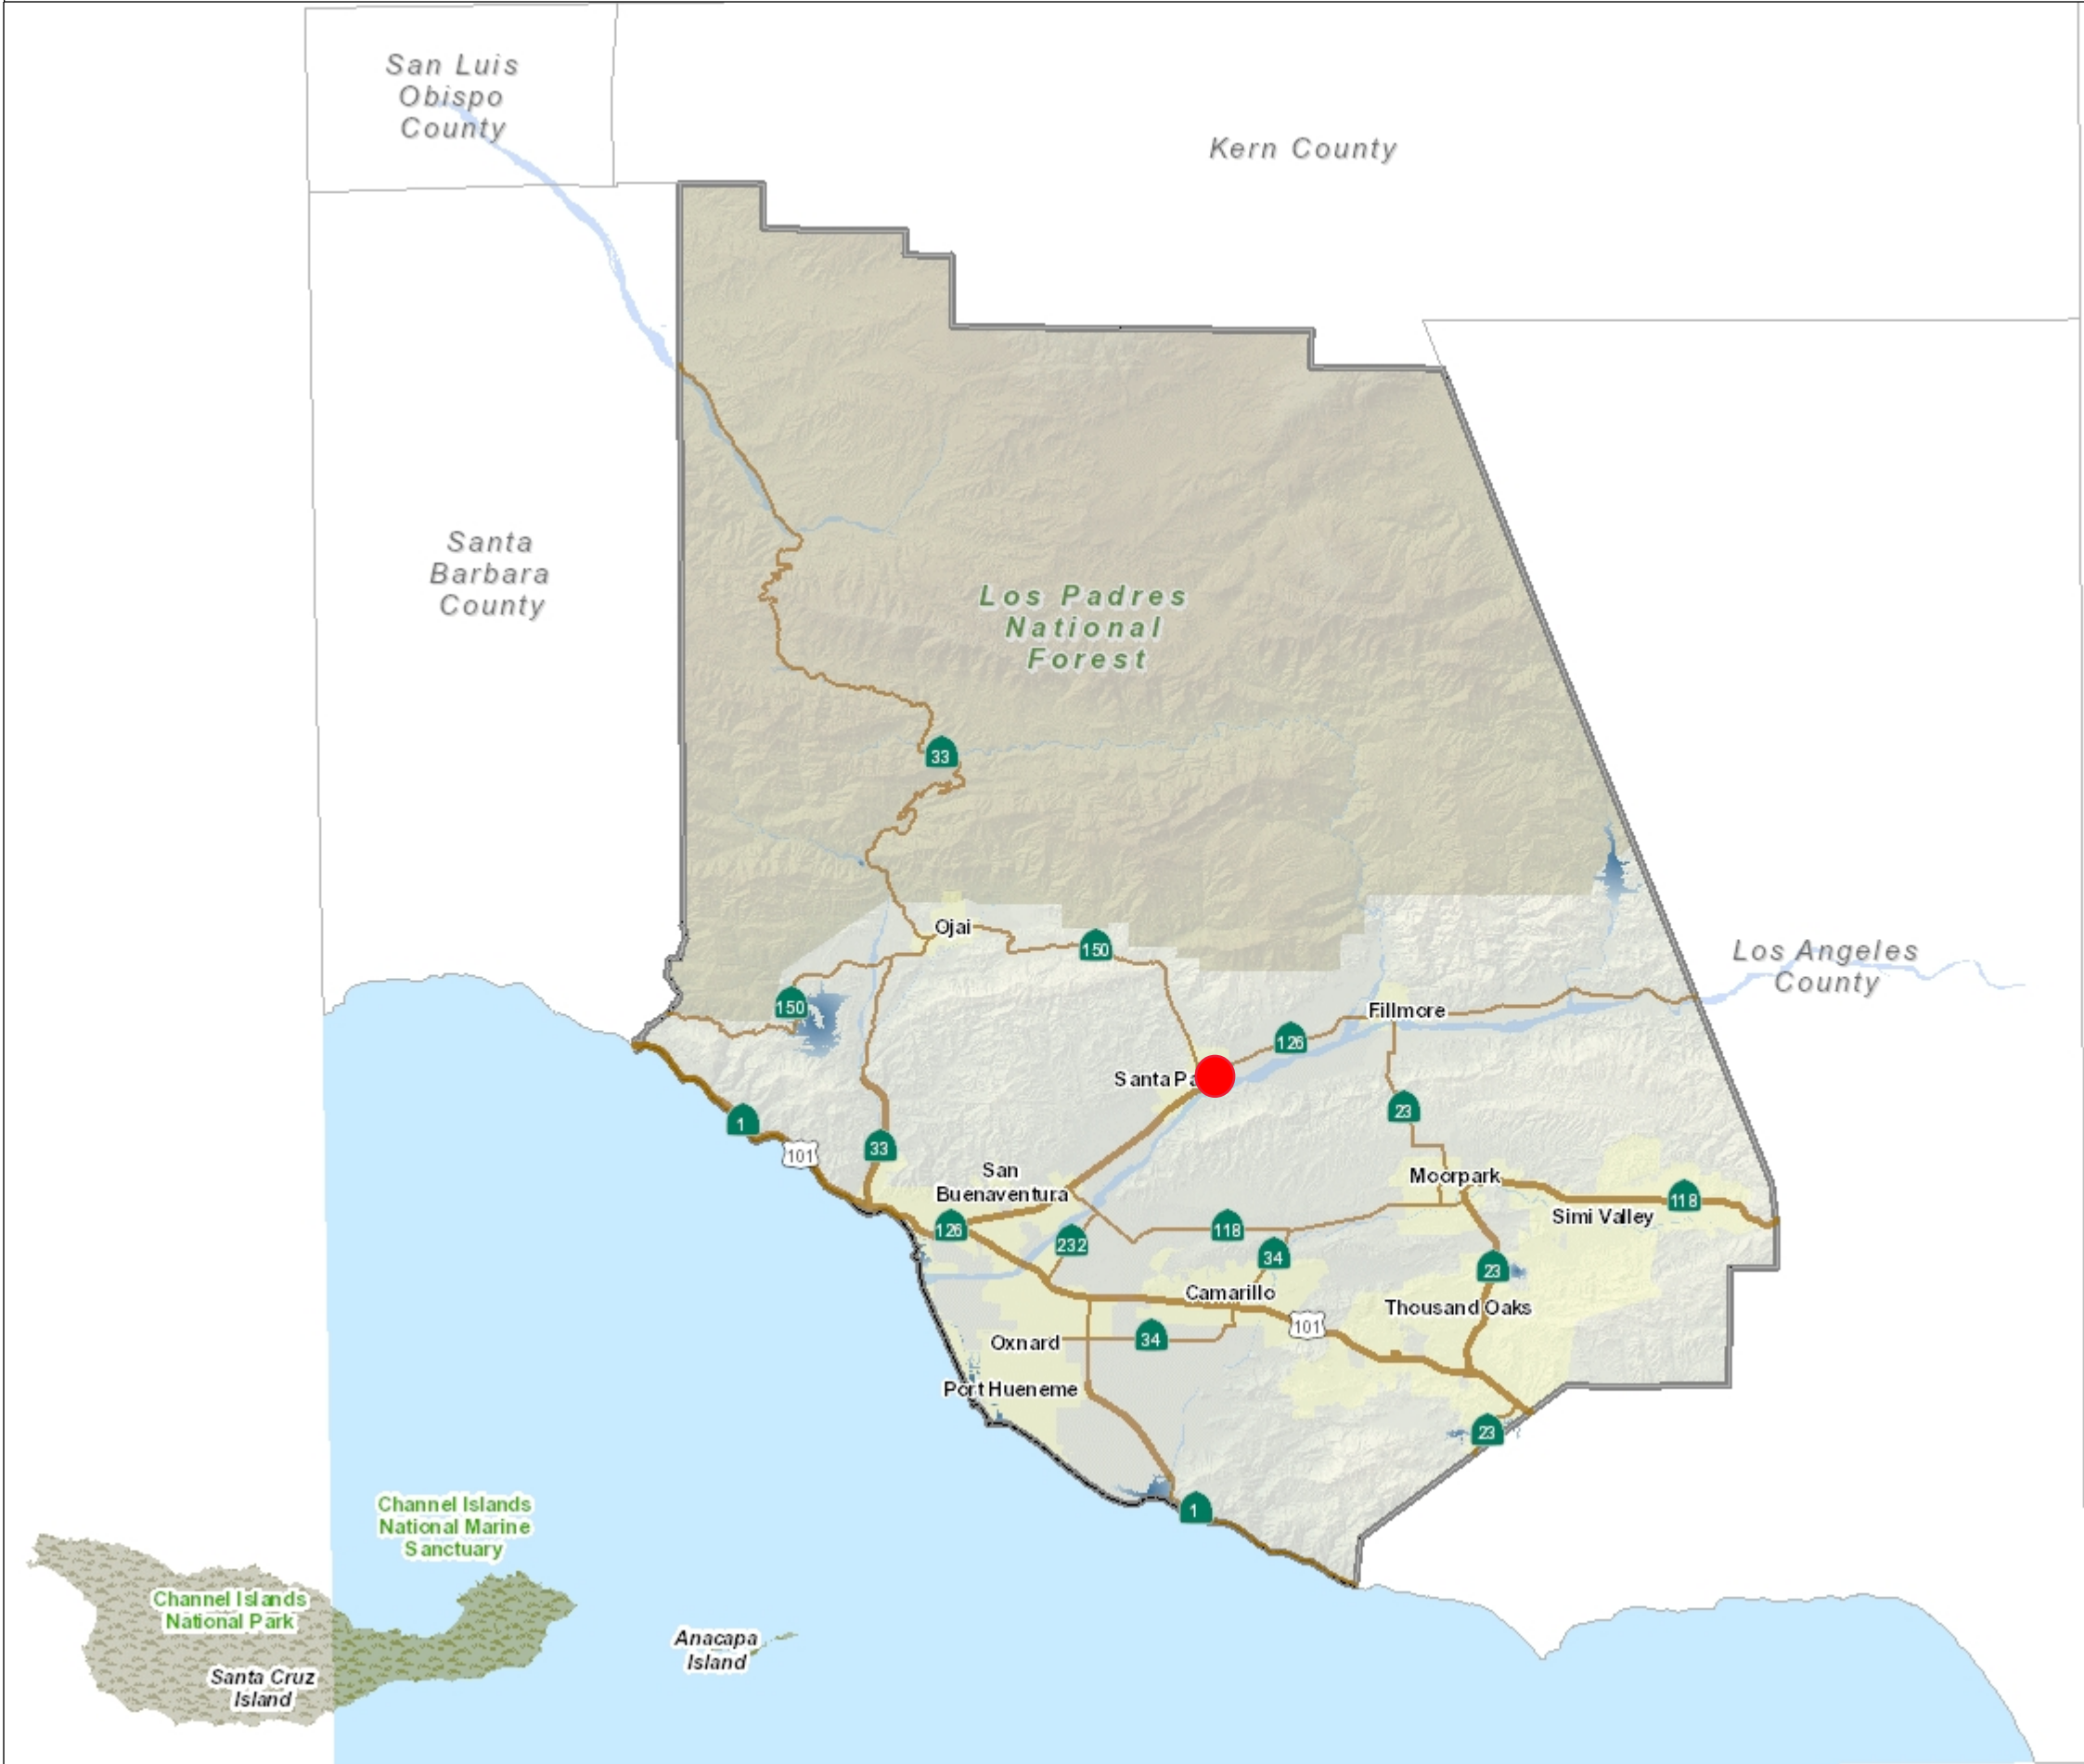 San Luis
Obispo
County
Kern County
Santa
Barbara
County
Los Padres
National
Forest
33
Ojai
150
150
Los Angeles
County
Fillmore
126
Santa Pa
1
101
33
23
San
Buenaventura
Moorpark
118
Simi Valley
126
232
118
34
23
Camarillo
Thousand Oaks
101
Oxnard
34
Port Hueneme
23
1
Channel Islands
National Marine
Sanctuary
Channel Islands
National Park
Anacapa
Island
Santa Cruz
Island